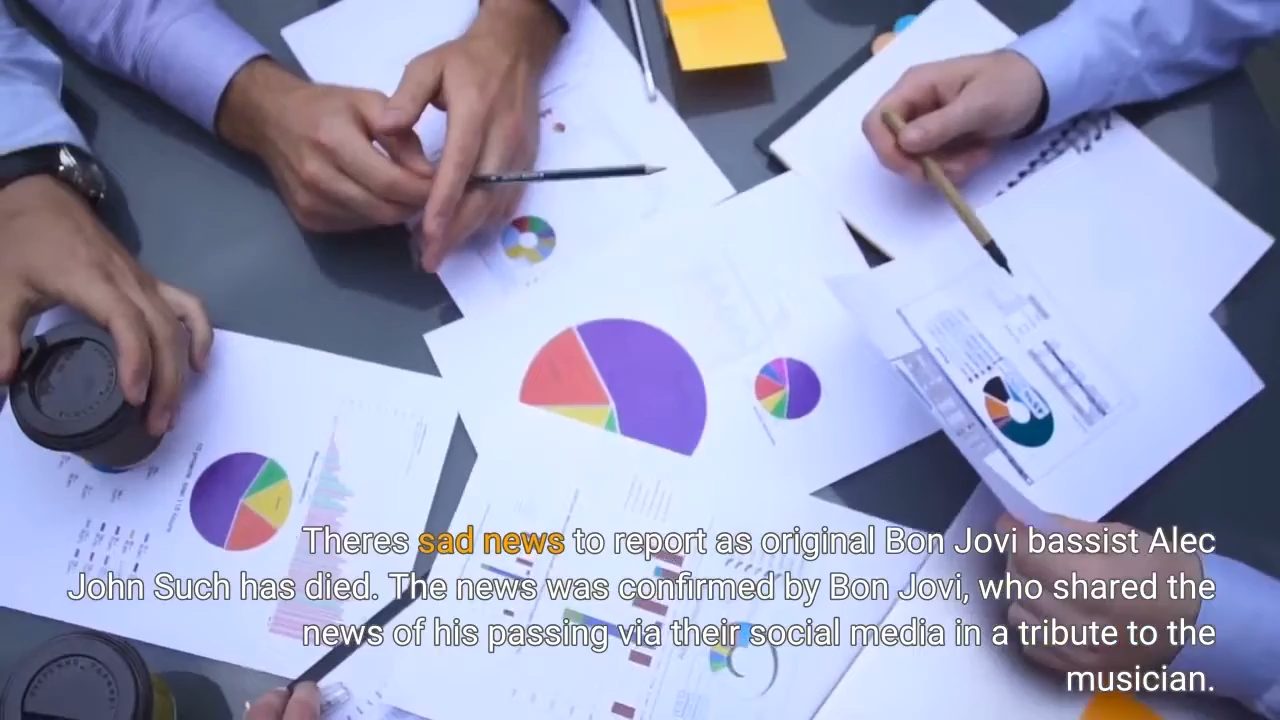 Theres sad news to report as original Bon Jovi bassist Alec
John Such has died. The news was confirmed by Bon Jovi, who shared the
news of his passing via their social media in a tribute to the
musician.